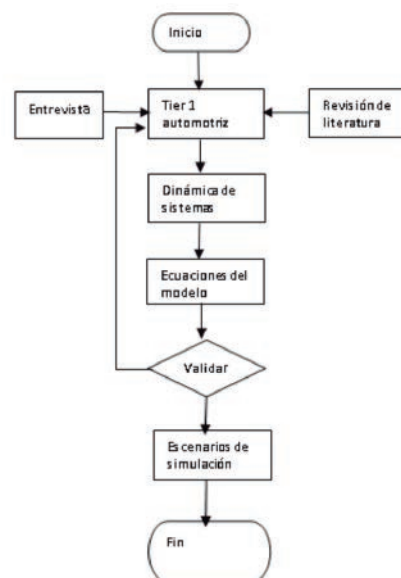 Inicio
Entrevista
Tier 1
automotriz
Revisión de
literatura
Dinámica de
sistemas
Ecuaciones del
modelo
Validar
Escenarios de
simulación
Fin